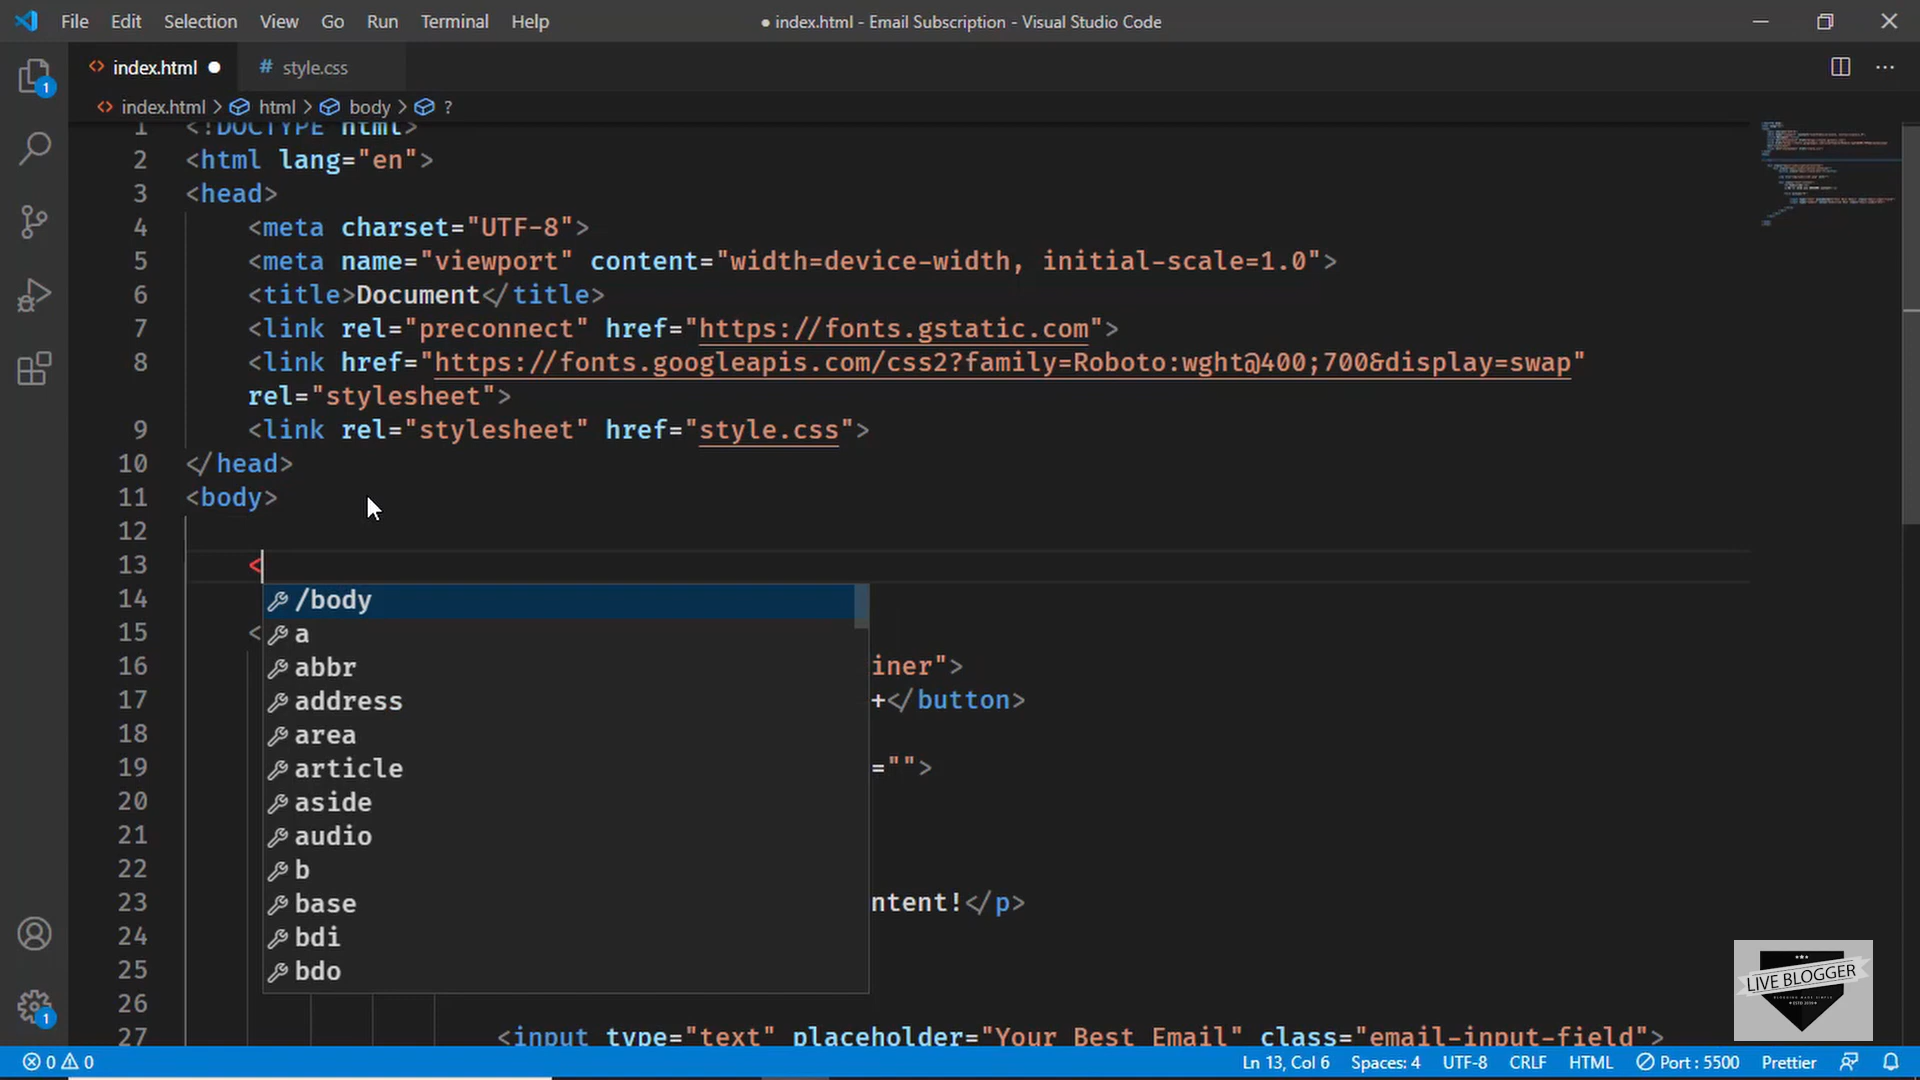 File Edit Selection View Go Run Terminal Help
● index.html - Email Subscription - Visual Studio Code
index.html ●
# style.css
index.html > html > body > ?
1 <!DOCTYPE html>
2 <html lang="en">
3 <head>
4 <meta charset="UTF-8">
5 <meta name="viewport" content="width=device-width, initial-scale=1.0">
6 <title>Document</title>
7 <link rel="preconnect" href="https://fonts.gstatic.com">
8 <link href="https://fonts.googleapis.com/css2?family=Roboto:wght@400;700&display=swap"
rel="stylesheet">
9 <link rel="stylesheet" href="style.css">
10 </head>
11 <body>
12
13 <
/body
14
15 <
a
abbr
16 iner">
address
17 +</button>
area
18
article
19 ="">
aside
20
audio
21
b
22
base
23 ntent!</p>
bdi
24
bdo
25
26
27 <input type="text" placeholder="Your Best Email" class="email-input-field">
1
1
LIVE BLOGGER
0 0
Ln 13, Col 6
Spaces: 4
UTF-8
CRLF
HTML
Port : 5500
Prettier